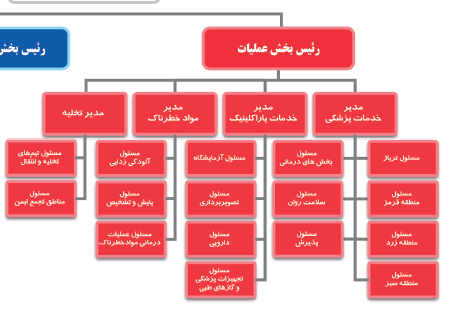 رئیس بخش عملیات
رئیس بخش
مدیر
خدمات پزشکی
مدیر
خدمات پاراکلینیک
مدیر
مواد خطرناک
مدیر تخلیه
مسئول تریاژ
مسئول
بخش های درمانی
مسئول آزمایشگاه
مسئول
آلودگی زدایی
مسئول تیم‌های
تخلیه و انتقال
مسئول
منطقه قرمز
مسئول
سلامت روان
مسئول
تصویربرداری
مسئول
پایش و تشخیص
مسئول
مناطق تجمع ایمن
مسئول
منطقه زرد
مسئول
پذیرش
مسئول
دارویی
مسئول عملیات
درمانی مواد خطرناک
مسئول
منطقه سبز
مسئول
تجهیزات پزشکی
و گازهای طبی